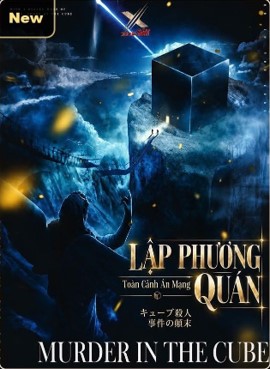 New
LẬP PHƯƠNG
Toàn Cảnh Án Mạng
QUÁN
キューブ殺人
事件の顛末
MURDER IN THE CUBE